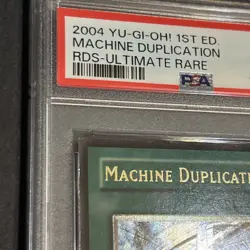 2004 YU-GI-OH! 1ST ED.
MACHINE DUPLICATION
RDS-ULTIMATE RARE
PSA
MACHINE DUPLICATI